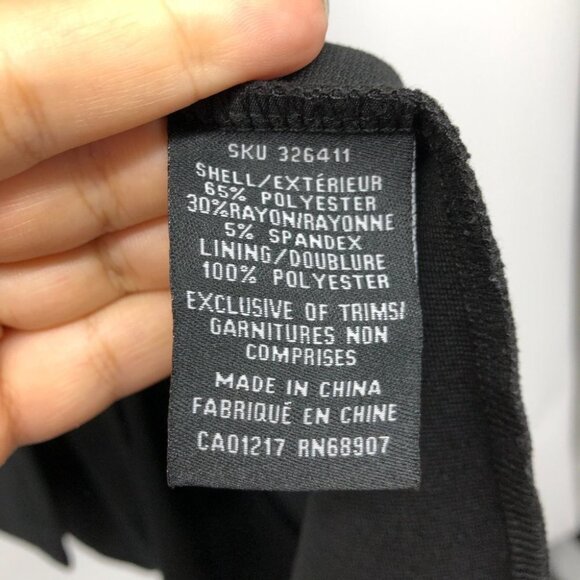 SKU 326411
SHELL/EXTÉRIEUR
65% POLYESTER
30%RAYON/RAYONNE
5% SPANDEX
LINING/DOUBLURE
100% POLYESTER
EXCLUSIVE OF TRIMS/
GARNITURES NON
COMPRISES
MADE IN CHINA
FABRIQUÉ EN CHINE
CA01217 RN68907